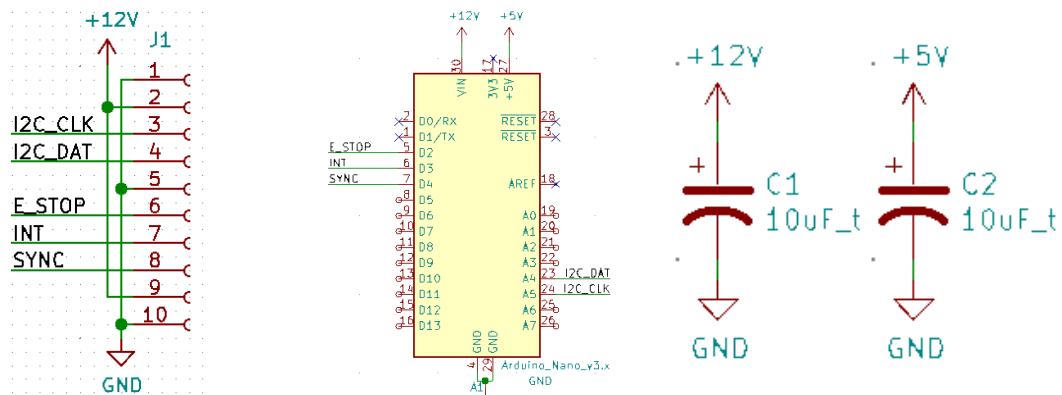 +12V
J1
1
2
I2C_CLK 3
I2C_DAT 4
5
E_STOP 6
INT 7
SYNC 8
9
10
GND
+12V +5V
30 17 27
VIN 3V3 +5V
2 D0/RX RESET 28
1 D1/TX RESET 3
E_STOP 5 D2
INT 6 D3
SYNC 7 D4 AREF 18
8 D5
9 D6 A0 19
10 D7 A1 20
11 D8 A2 21
12 D9 A3 22
13 D10 A4 23 I2C_DAT
14 D11 A5 24 I2C_CLK
15 D12 A6 25
16 D13 A7 26
GND GND
4 29 Arduino_Nano_v3.x
A1 GND
+12V
+
C1
10uF_t
GND
+5V
+
C2
10uF_t
GND